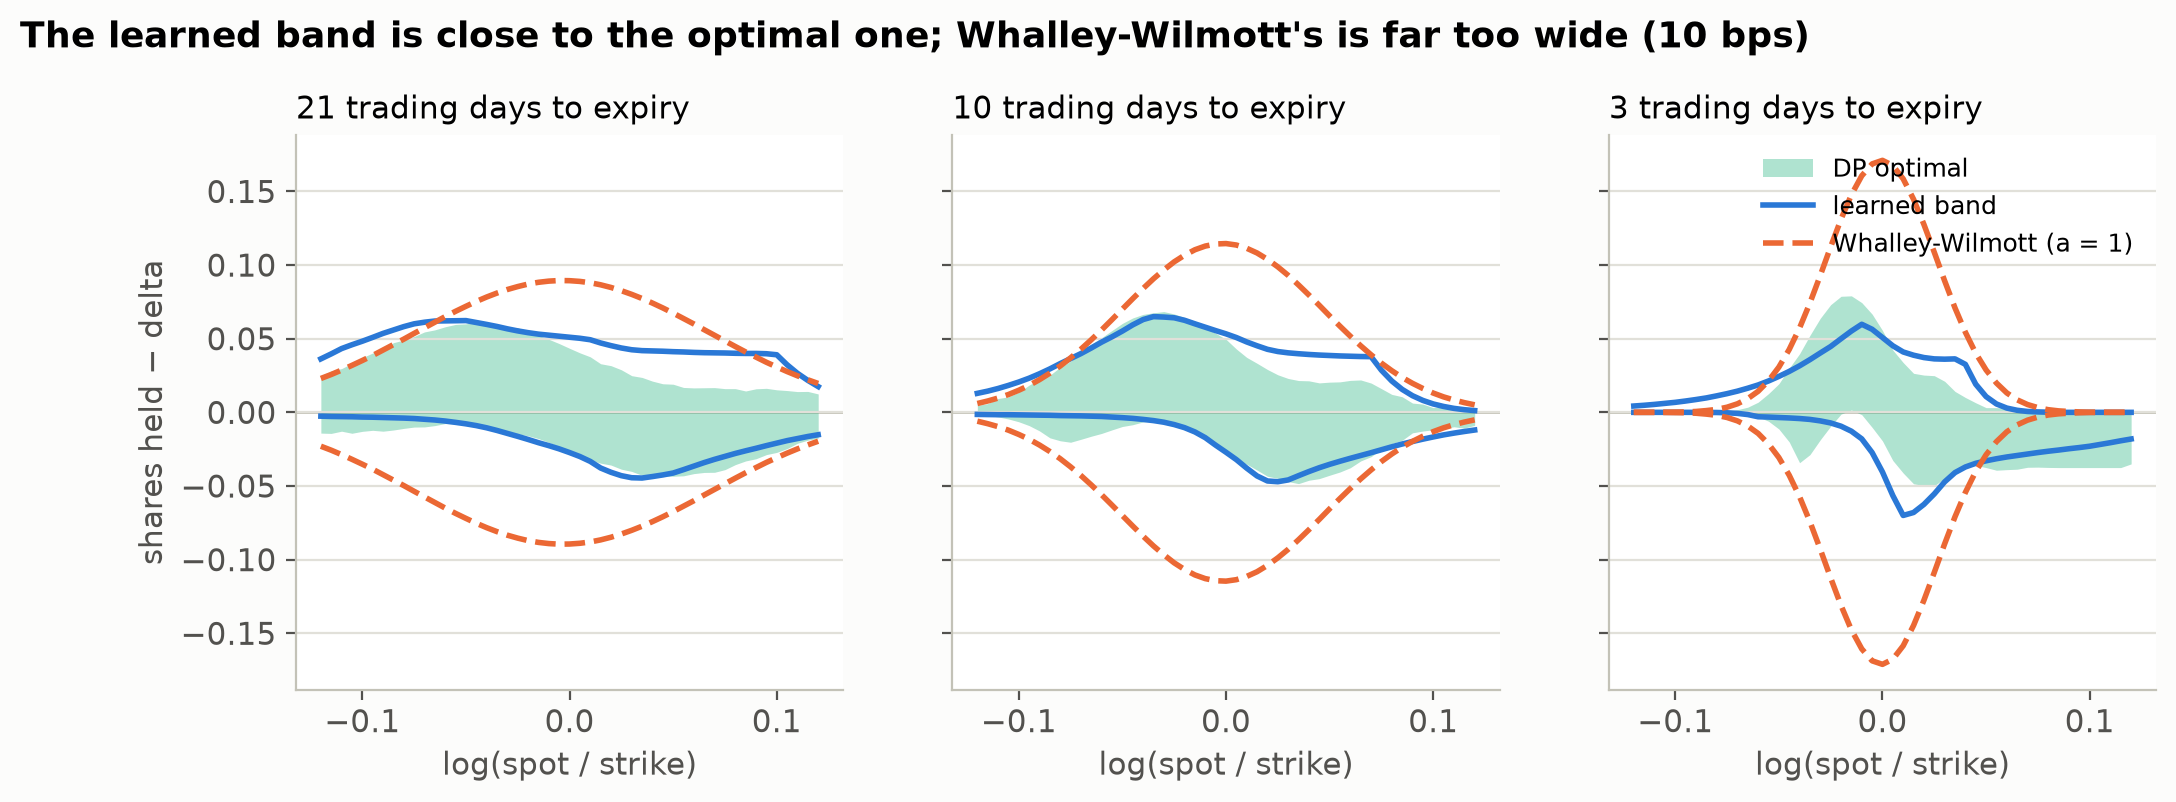 The learned band is close to the optimal one; Whalley-Wilmott's is far too wide (10 bps)
21 trading days to expiry
10 trading days to expiry
3 trading days to expiry
DP optimal
learned band
Whalley-Wilmott (a = 1)
shares held − delta
0.15
0.10
0.05
0.00
−0.05
−0.10
−0.15
−0.1 0.0 0.1
−0.1 0.0 0.1
−0.1 0.0 0.1
log(spot / strike)
log(spot / strike)
log(spot / strike)